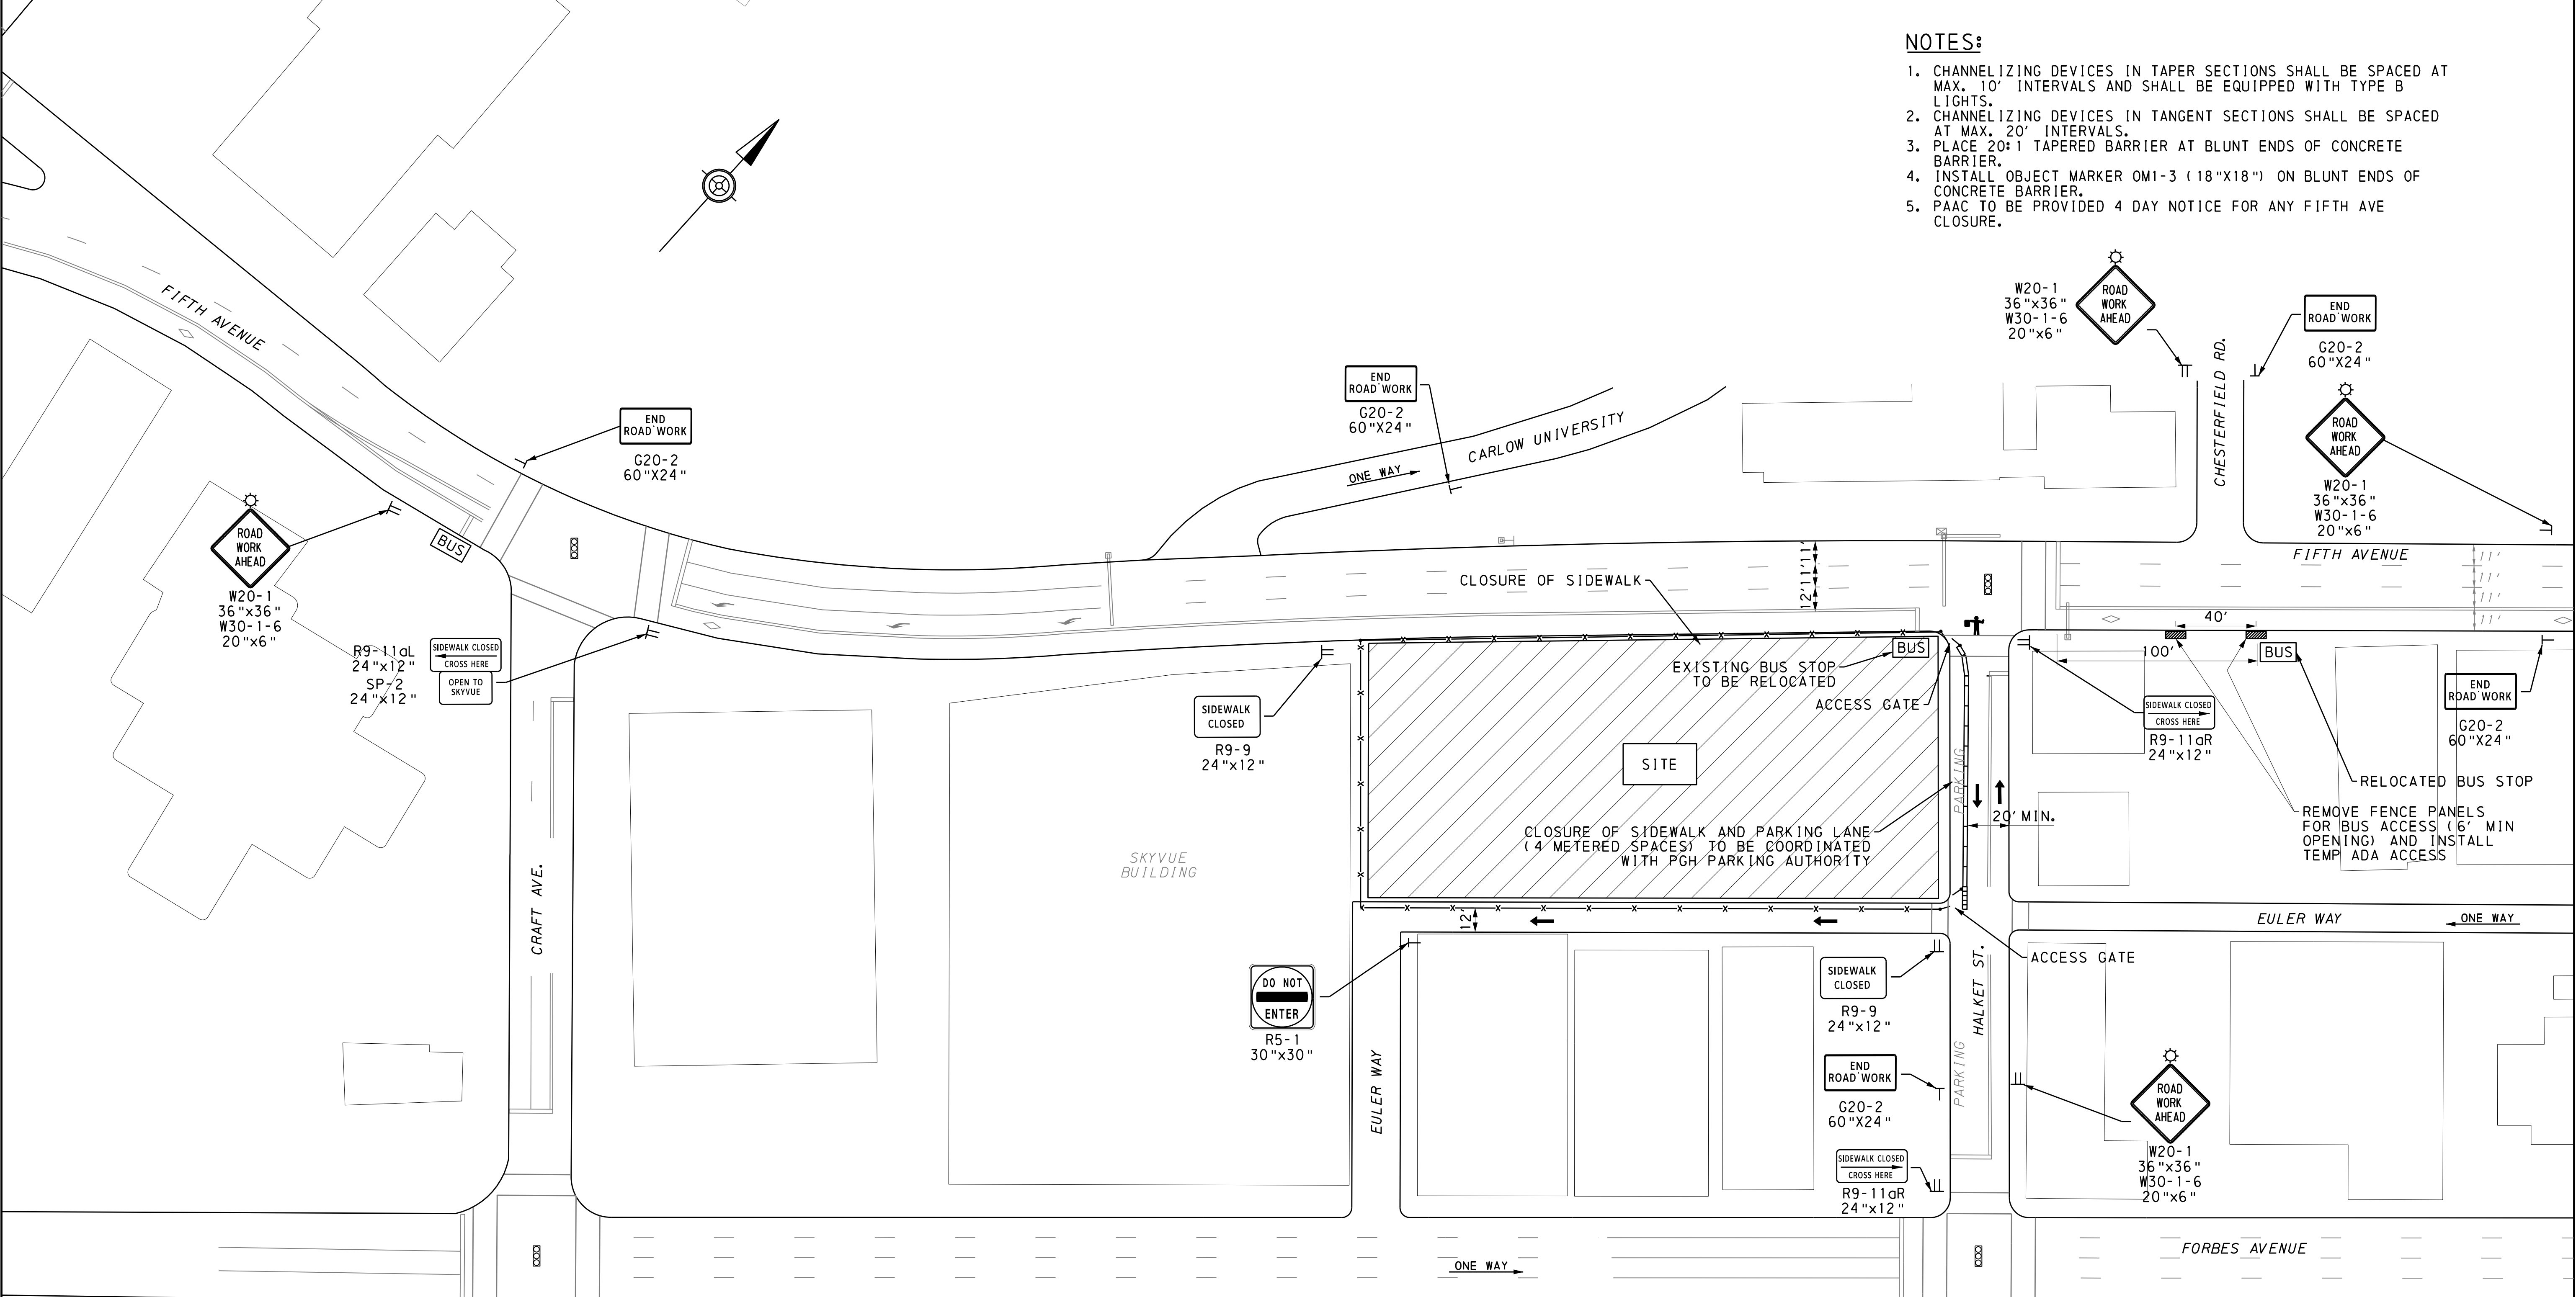 NOTES:
1. CHANNELIZING DEVICES IN TAPER SECTIONS SHALL BE SPACED AT
MAX. 10' INTERVALS AND SHALL BE EQUIPPED WITH TYPE B
LIGHTS.
2. CHANNELIZING DEVICES IN TANGENT SECTIONS SHALL BE SPACED
AT MAX. 20' INTERVALS.
3. PLACE 20:1 TAPERED BARRIER AT BLUNT ENDS OF CONCRETE
BARRIER.
4. INSTALL OBJECT MARKER OM1-3 (18"X18") ON BLUNT ENDS OF
CONCRETE BARRIER.
5. PAAC TO BE PROVIDED 4 DAY NOTICE FOR ANY FIFTH AVE
CLOSURE.
FIFTH AVENUE
END
ROAD WORK
G20-2
60"X24"
ROAD
WORK
AHEAD
W20-1
36"x36"
W30-1-6
20"x6"
BUS
R9-11aL
24"x12"
SP-2
24"x12"
SIDEWALK CLOSED
CROSS HERE
OPEN TO
SKYVUE
END
ROAD WORK
G20-2
60"X24"
ONE WAY
CARLOW UNIVERSITY
W20-1
36"x36"
W30-1-6
20"x6"
ROAD
WORK
AHEAD
CHESTERFIELD RD.
END
ROAD WORK
G20-2
60"X24"
ROAD
WORK
AHEAD
W20-1
36"x36"
W30-1-6
20"x6"
FIFTH AVENUE
11'
11'
11'
11'
CLOSURE OF SIDEWALK
11'
11'
12'
40'
100'
BUS
EXISTING BUS STOP
TO BE RELOCATED
BUS
ACCESS GATE
SIDEWALK
CLOSED
R9-9
24"x12"
SITE
PARKING
20' MIN.
CLOSURE OF SIDEWALK AND PARKING LANE
(4 METERED SPACES) TO BE COORDINATED
WITH PGH PARKING AUTHORITY
SIDEWALK CLOSED
CROSS HERE
R9-11aR
24"x12"
END
ROAD WORK
G20-2
60"X24"
RELOCATED BUS STOP
REMOVE FENCE PANELS
FOR BUS ACCESS (6' MIN
OPENING) AND INSTALL
TEMP ADA ACCESS
SKYVUE
BUILDING
CRAFT AVE.
12'
EULER WAY
ONE WAY
ACCESS GATE
DO NOT
ENTER
R5-1
30"x30"
EULER WAY
SIDEWALK
CLOSED
R9-9
24"x12"
HALKET ST.
PARKING
END
ROAD WORK
G20-2
60"X24"
SIDEWALK CLOSED
CROSS HERE
R9-11aR
24"x12"
ROAD
WORK
AHEAD
W20-1
36"x36"
W30-1-6
20"x6"
ONE WAY
FORBES AVENUE